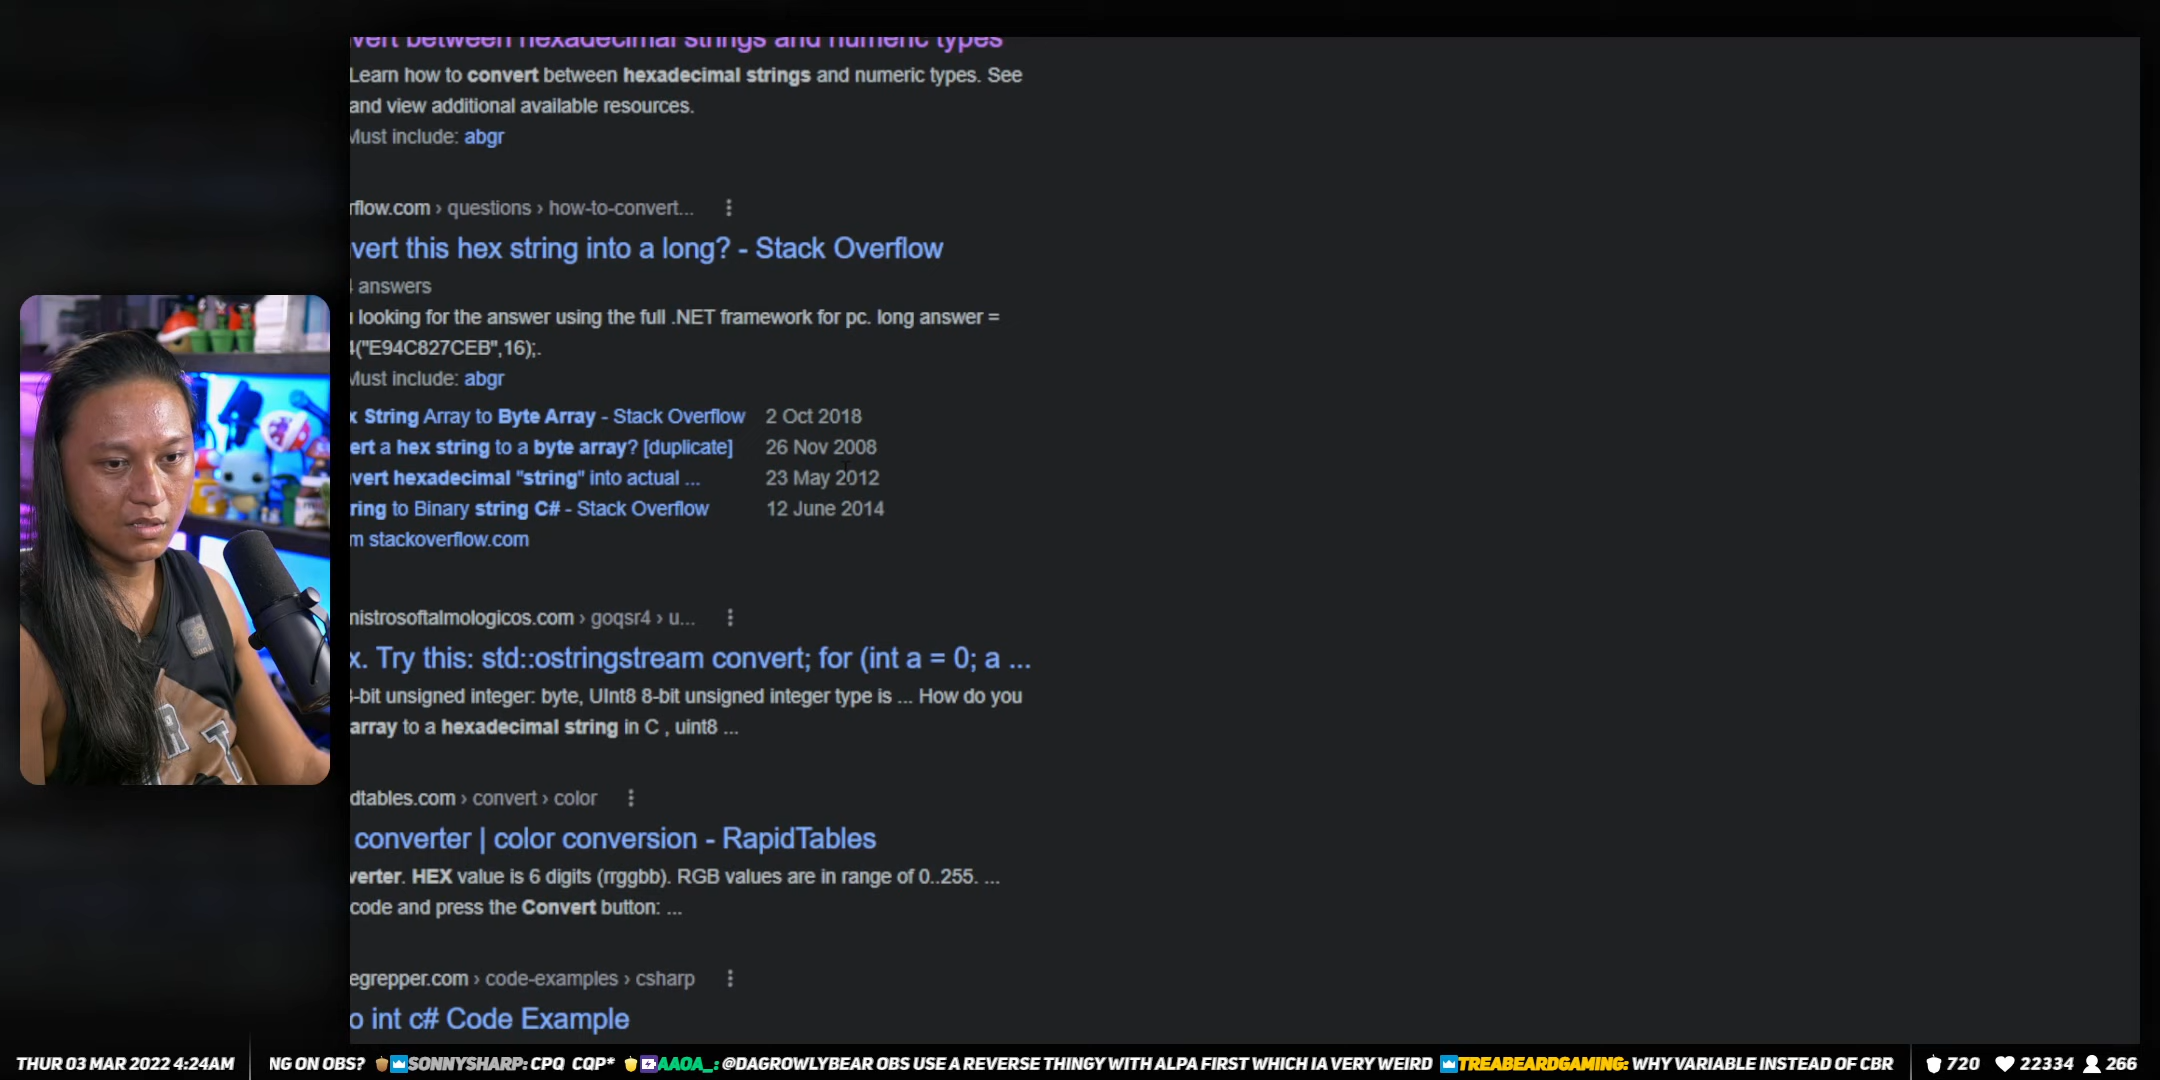 vert between hexadecimal strings and numeric types
Learn how to convert between hexadecimal strings and numeric types. See
and view additional available resources.
Must include: abgr
rflow.com › questions › how-to-convert...
vert this hex string into a long? - Stack Overflow
4 answers
looking for the answer using the full .NET framework for pc. long answer =
4("E94C827CEB",16);.
Must include: abgr
x String Array to Byte Array - Stack Overflow 2 Oct 2018
ert a hex string to a byte array? [duplicate] 26 Nov 2008
vert hexadecimal "string" into actual ... 23 May 2012
ring to Binary string C# - Stack Overflow 12 June 2014
m stackoverflow.com
nistrosoftalmologicos.com › goqsr4 › u...
x. Try this: std::ostringstream convert; for (int a = 0; a ...
8-bit unsigned integer: byte, UInt8 8-bit unsigned integer type is ... How do you
array to a hexadecimal string in C , uint8 ...
dtables.com › convert › color
converter | color conversion - RapidTables
verter. HEX value is 6 digits (rrggbb). RGB values are in range of 0..255. ...
code and press the Convert button: ...
egrepper.com › code-examples › csharp
o int c# Code Example
THUR 03 MAR 2022 4:24AM NG ON OBS? SONNYSHARP: CPQ CQP* AAOA_: @DAGROWLYBEAR OBS USE A REVERSE THINGY WITH ALPA FIRST WHICH IA VERY WEIRD TREABEARDGAMING: WHY VARIABLE INSTEAD OF CBR 720 22334 266